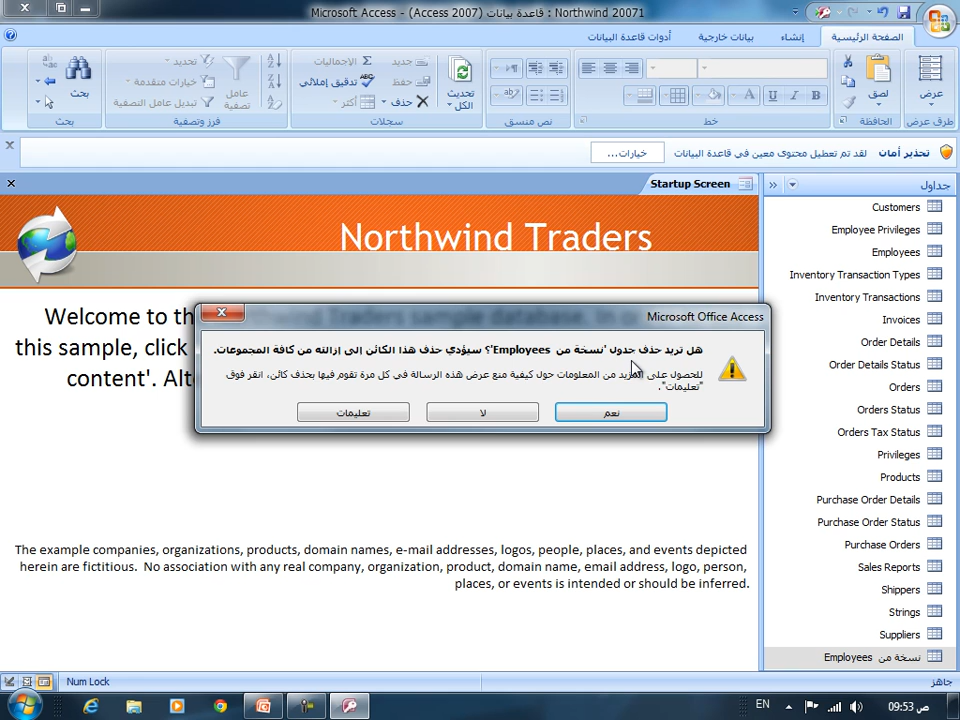 Northwind 20071 : قاعدة بيانات (Access 2007) - Microsoft Access
الصفحة الرئيسية
إنشاء
بيانات خارجية
أدوات قاعدة البيانات
عرض
طرق عرض
لصق
الحافظة
خط
نص منسق
تحديث الكل
جديد
حفظ
حذف
الاجماليات
تدقيق إملائي
أكثر
سجلات
عامل تصفية
تحديد
خيارات متقدمة
تبديل عامل التصفية
فرز وتصفية
بحث
بحث
تحذير أمان
لقد تم تعطيل محتوى معين في قاعدة البيانات
خيارات...
جداول
Customers
Employee Privileges
Employees
Inventory Transaction Types
Inventory Transactions
Invoices
Order Details
Order Details Status
Orders
Orders Status
Orders Tax Status
Privileges
Products
Purchase Order Details
Purchase Order Status
Purchase Orders
Sales Reports
Shippers
Strings
Suppliers
نسخة من Employees
Startup Screen
Northwind Traders
Welcome to the Northwind Traders sample database. In
this sample, click
content'. Alt
Microsoft Office Access
هل تريد حذف جدول 'نسخة من Employees'؟ سيؤدي حذف هذا الكائن إلى إزالته من كافة المجموعات.
للحصول على المزيد من المعلومات حول كيفية منع عرض هذه الرسالة في كل مرة تقوم فيها بحذف كائن، انقر فوق
"تعليمات".
نعم
لا
تعليمات
The example companies, organizations, products, domain names, e-mail addresses, logos, people, places, and events depicted
herein are fictitious. No association with any real company, organization, product, domain name, email address, logo, person,
places, or events is intended or should be inferred.
جاهز
Num Lock
EN
09:53 ص